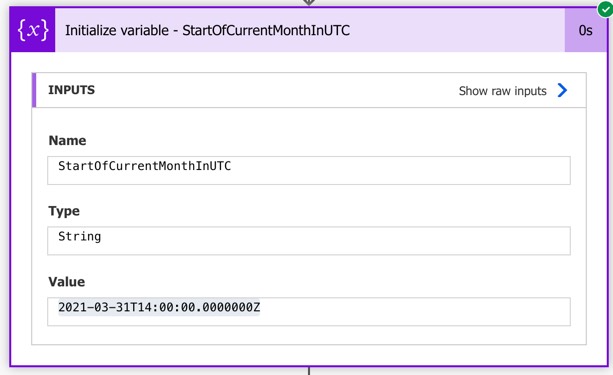 {x} Initialize variable - StartOfCurrentMonthInUTC 0s
INPUTS Show raw inputs
Name
StartOfCurrentMonthInUTC
Type
String
Value
2021-03-31T14:00:00.0000000Z